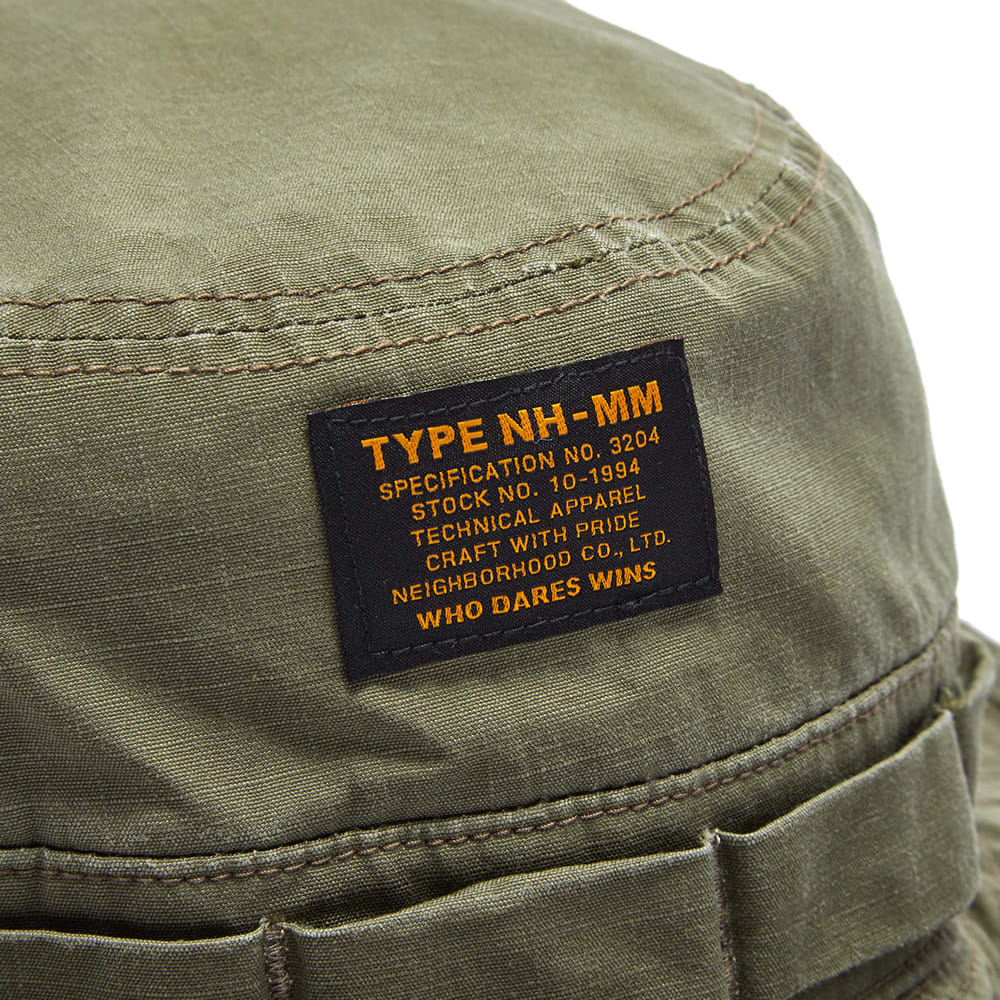 TYPE NH-MM
SPECIFICATION NO. 3204
STOCK NO. 10-1994
TECHNICAL APPAREL
CRAFT WITH PRIDE
NEIGHBORHOOD CO., LTD.
WHO DARES WINS